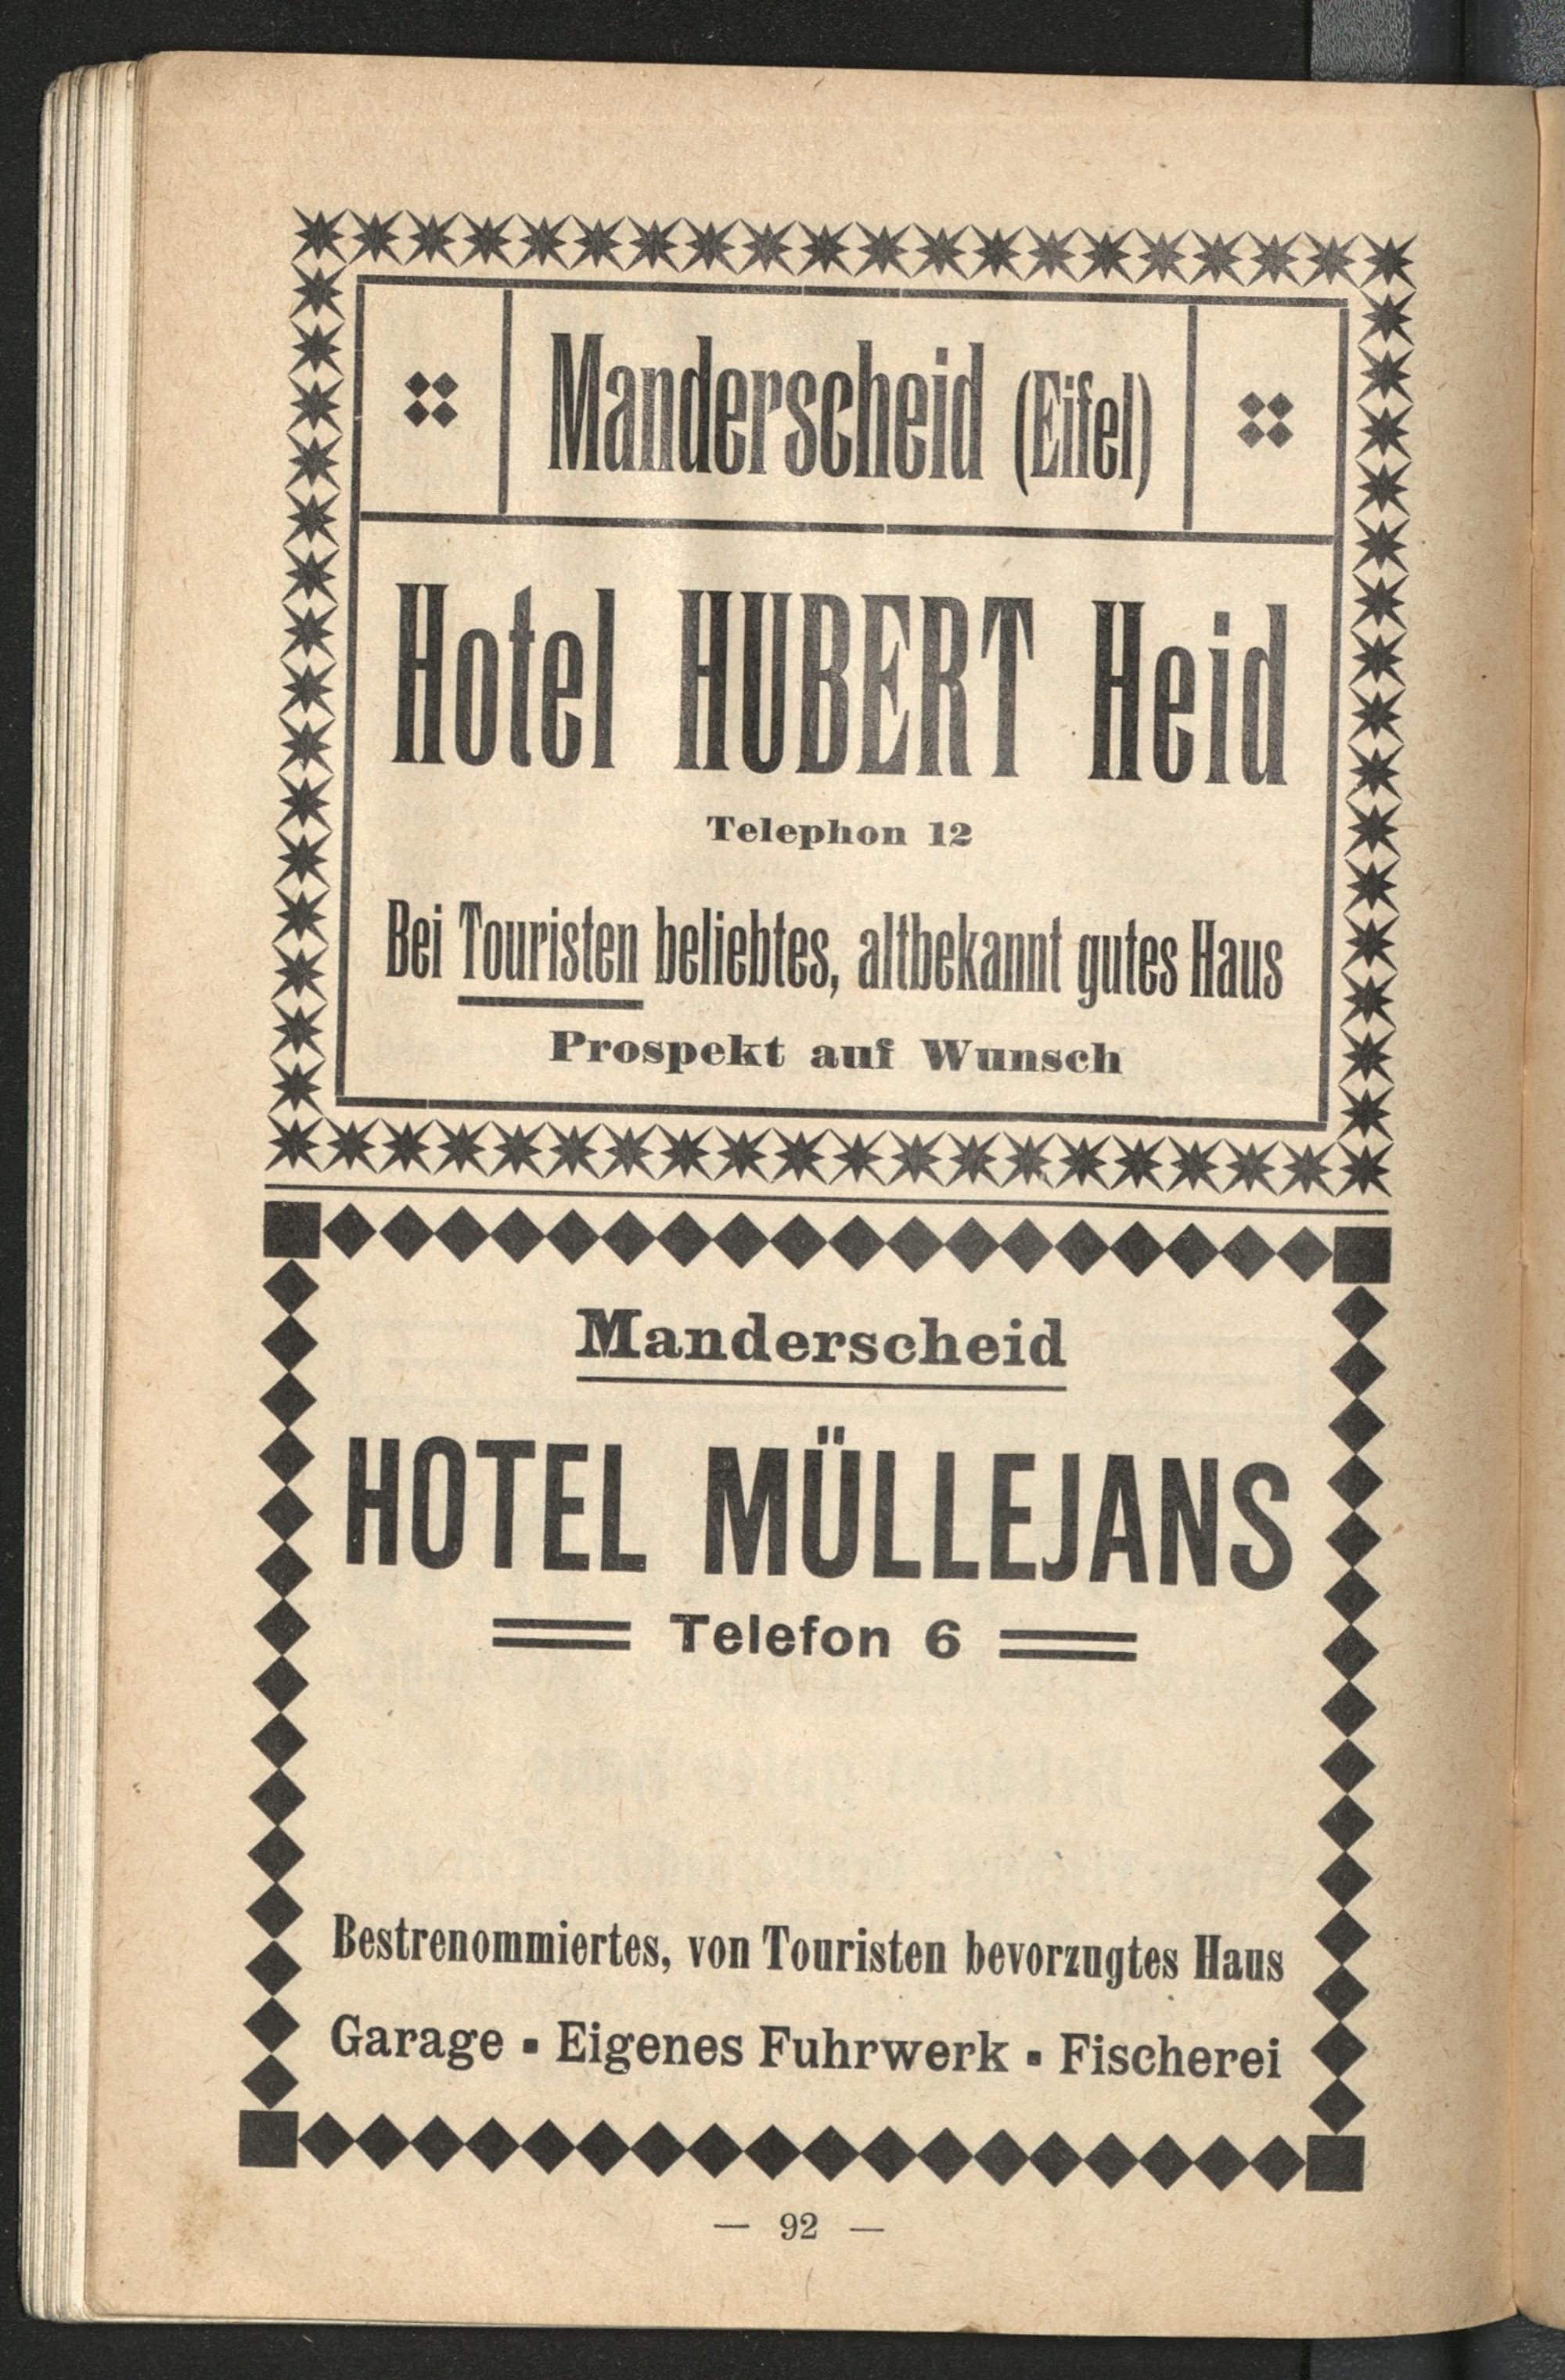 Manderscheid (Eifel)
Hotel HUBERT Heid
Telephon 12
Bei Touristen beliebtes, altbekannt gutes Haus
Prospekt auf Wunsch
Manderscheid
HOTEL MÜLLEJANS
Telefon 6
Bestrenommiertes, von Touristen bevorzugtes Haus
Garage ▪ Eigenes Fuhrwerk ▪ Fischerei
— 92 —